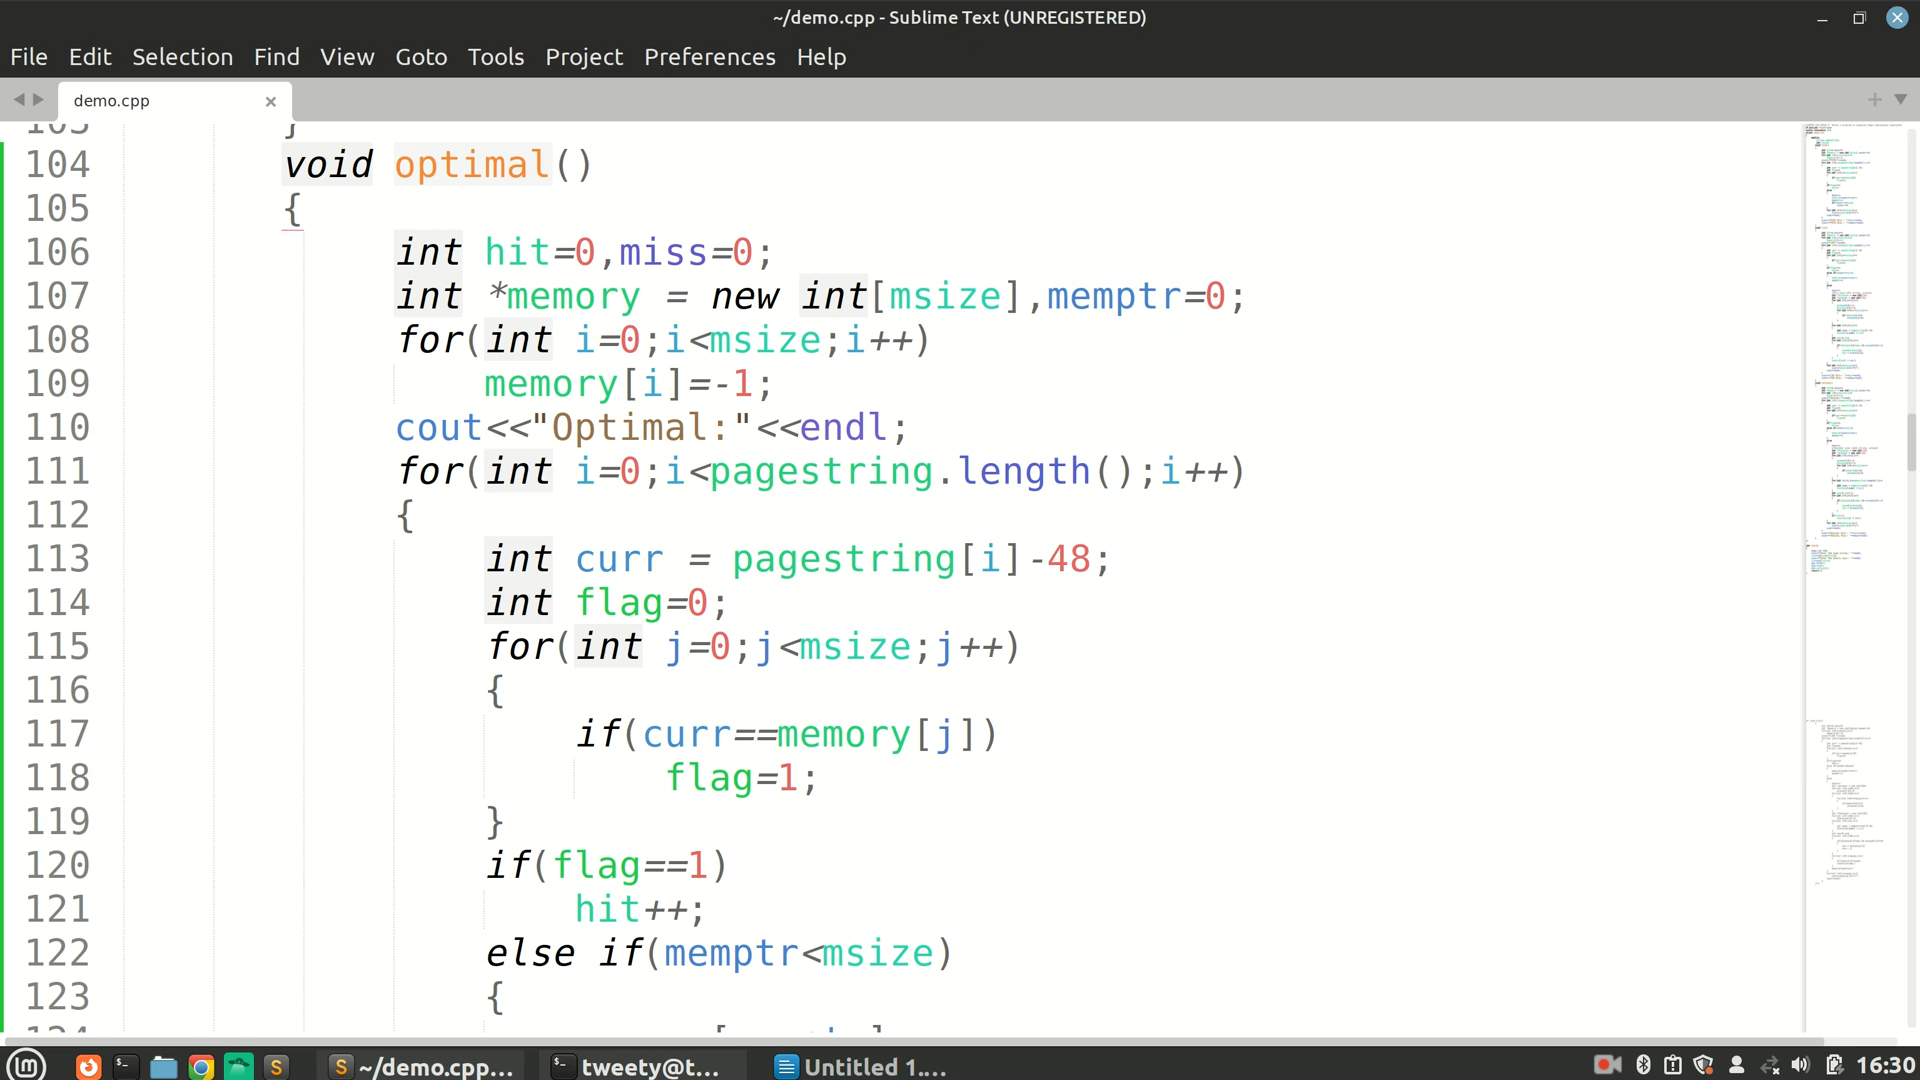 ~/demo.cpp - Sublime Text (UNREGISTERED)
File Edit Selection Find View Goto Tools Project Preferences Help
demo.cpp
103 }
104 void optimal()
105 {
106 int hit=0,miss=0;
107 int *memory = new int[msize],memptr=0;
108 for(int i=0;i<msize;i++)
109 memory[i]=-1;
110 cout<<"Optimal:"<<endl;
111 for(int i=0;i<pagestring.length();i++)
112 {
113 int curr = pagestring[i]-48;
114 int flag=0;
115 for(int j=0;j<msize;j++)
116 {
117 if(curr==memory[j])
118 flag=1;
119 }
120 if(flag==1)
121 hit++;
122 else if(memptr<msize)
123 {
124
~/demo.cpp... tweety@t... Untitled 1.... 16:30